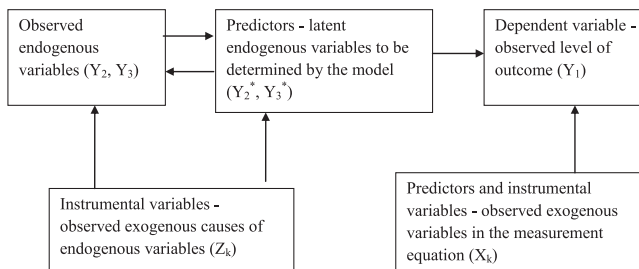 Observed
endogenous
variables (Y₂, Y₃)
Predictors - latent
endogenous variables to be
determined by the model
(Y₂*, Y₃*)
Dependent variable -
observed level of
outcome (Y₁)
Instrumental variables -
observed exogenous causes of
endogenous variables (Zₖ)
Predictors and instrumental
variables - observed exogenous
variables in the measurement
equation (Xₖ)